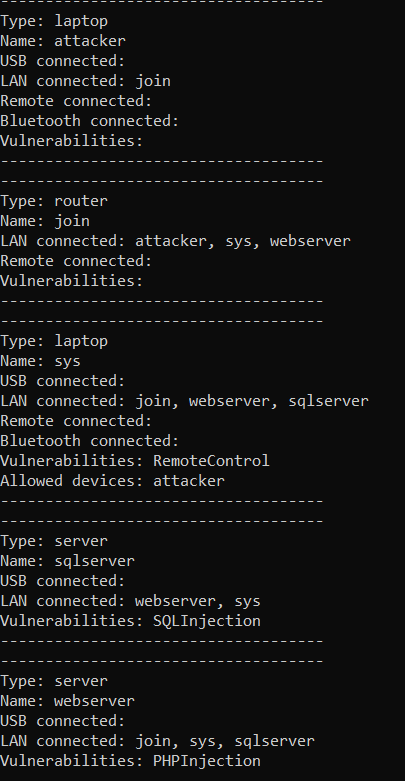 ------------------------------------
Type: laptop
Name: attacker
USB connected:
LAN connected: join
Remote connected:
Bluetooth connected:
Vulnerabilities:
------------------------------------
------------------------------------
Type: router
Name: join
LAN connected: attacker, sys, webserver
Remote connected:
Vulnerabilities:
------------------------------------
------------------------------------
Type: laptop
Name: sys
USB connected:
LAN connected: join, webserver, sqlserver
Remote connected:
Bluetooth connected:
Vulnerabilities: RemoteControl
Allowed devices: attacker
------------------------------------
------------------------------------
Type: server
Name: sqlserver
USB connected:
LAN connected: webserver, sys
Vulnerabilities: SQLInjection
------------------------------------
------------------------------------
Type: server
Name: webserver
USB connected:
LAN connected: join, sys, sqlserver
Vulnerabilities: PHPInjection